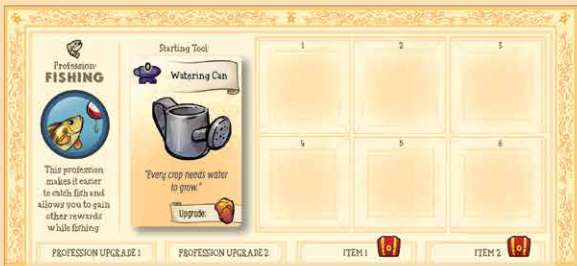 Profession:
FISHING
This profession
makes it easier
to catch fish and
allows you to gain
other rewards
while fishing
Starting Tool
0
Watering Can
"Every crop needs water
to grow."
Upgrade:
1
2
3
4
5
6
PROFESSION UPGRADE 1
PROFESSION UPGRADE 2
ITEM 1
ITEM 2